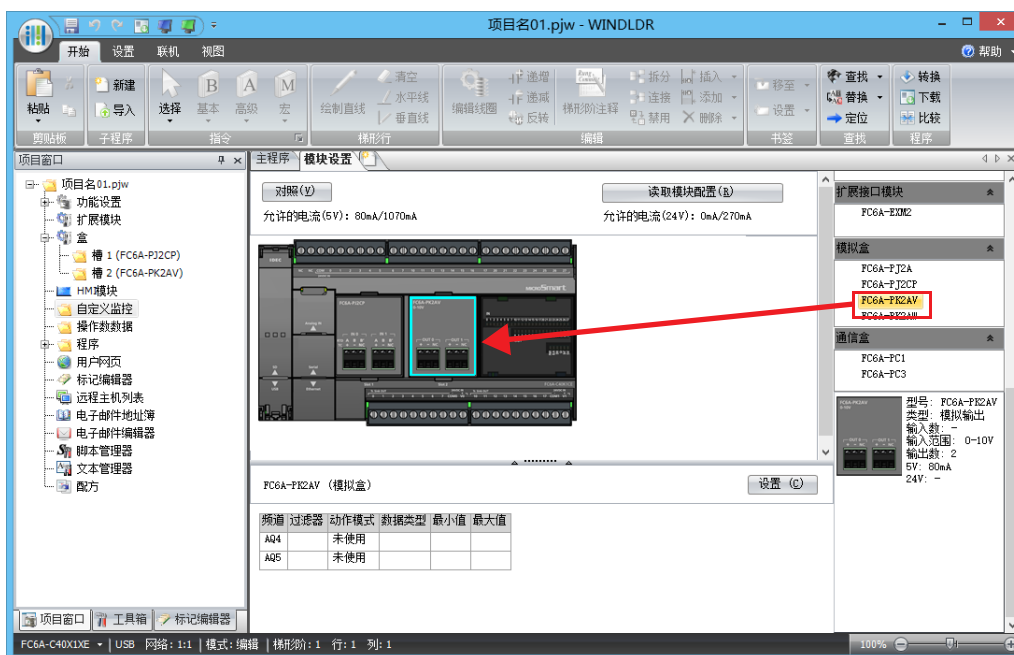 项目名01.pjw - WINDLDR
开始 设置 联机 视图 帮助
粘贴 新建 导入 选择 B 基本 A 高级 M 宏 绘制直线 清空 水平线 垂直线 编辑线圈 递增 递减 反转 梯形阶注释 拆分 连接 禁用 插入 添加 删除 移至 设置 查找 替换 定位 转换 下载 比较
剪贴板 子程序 指令 梯形行 编辑 书签 查找 程序
项目窗口
项目名01.pjw
功能设置
扩展模块
盒
槽 1 (FC6A-PJ2CP)
槽 2 (FC6A-PK2AV)
HMI模块
自定义监控
操作数数据
程序
用户网页
标记编辑器
远程主机列表
电子邮件地址簿
电子邮件编辑器
脚本管理器
文本管理器
配方
项目窗口 工具箱 标记编辑器
主程序 模块设置
对照(V) 读取模块配置(R)
允许的电流(5V): 80mA/1070mA 允许的电流(24V): 0mA/270mA
MICROSmart
FC6A-PJ2CP
FC6A-PK2AV
0-10V
FC6A-PK2AV (模拟盒) 设置 (C)
频道 过滤器 动作模式 数据类型 最小值 最大值
AQ4 未使用
AQ5 未使用
扩展接口模块
FC6A-EXM2
模拟盒
FC6A-PJ2A
FC6A-PJ2CP
FC6A-PK2AV
FC6A-PK2AW
通信盒
FC6A-PC1
FC6A-PC3
型号: FC6A-PK2AV
类型: 模拟输出
输入数: -
输入范围: 0-10V
输出数: 2
5V: 80mA
24V: -
FC6A-C40X1XE USB 网络: 1:1 模式: 编辑 梯形阶: 1 行: 1 列: 1 100%